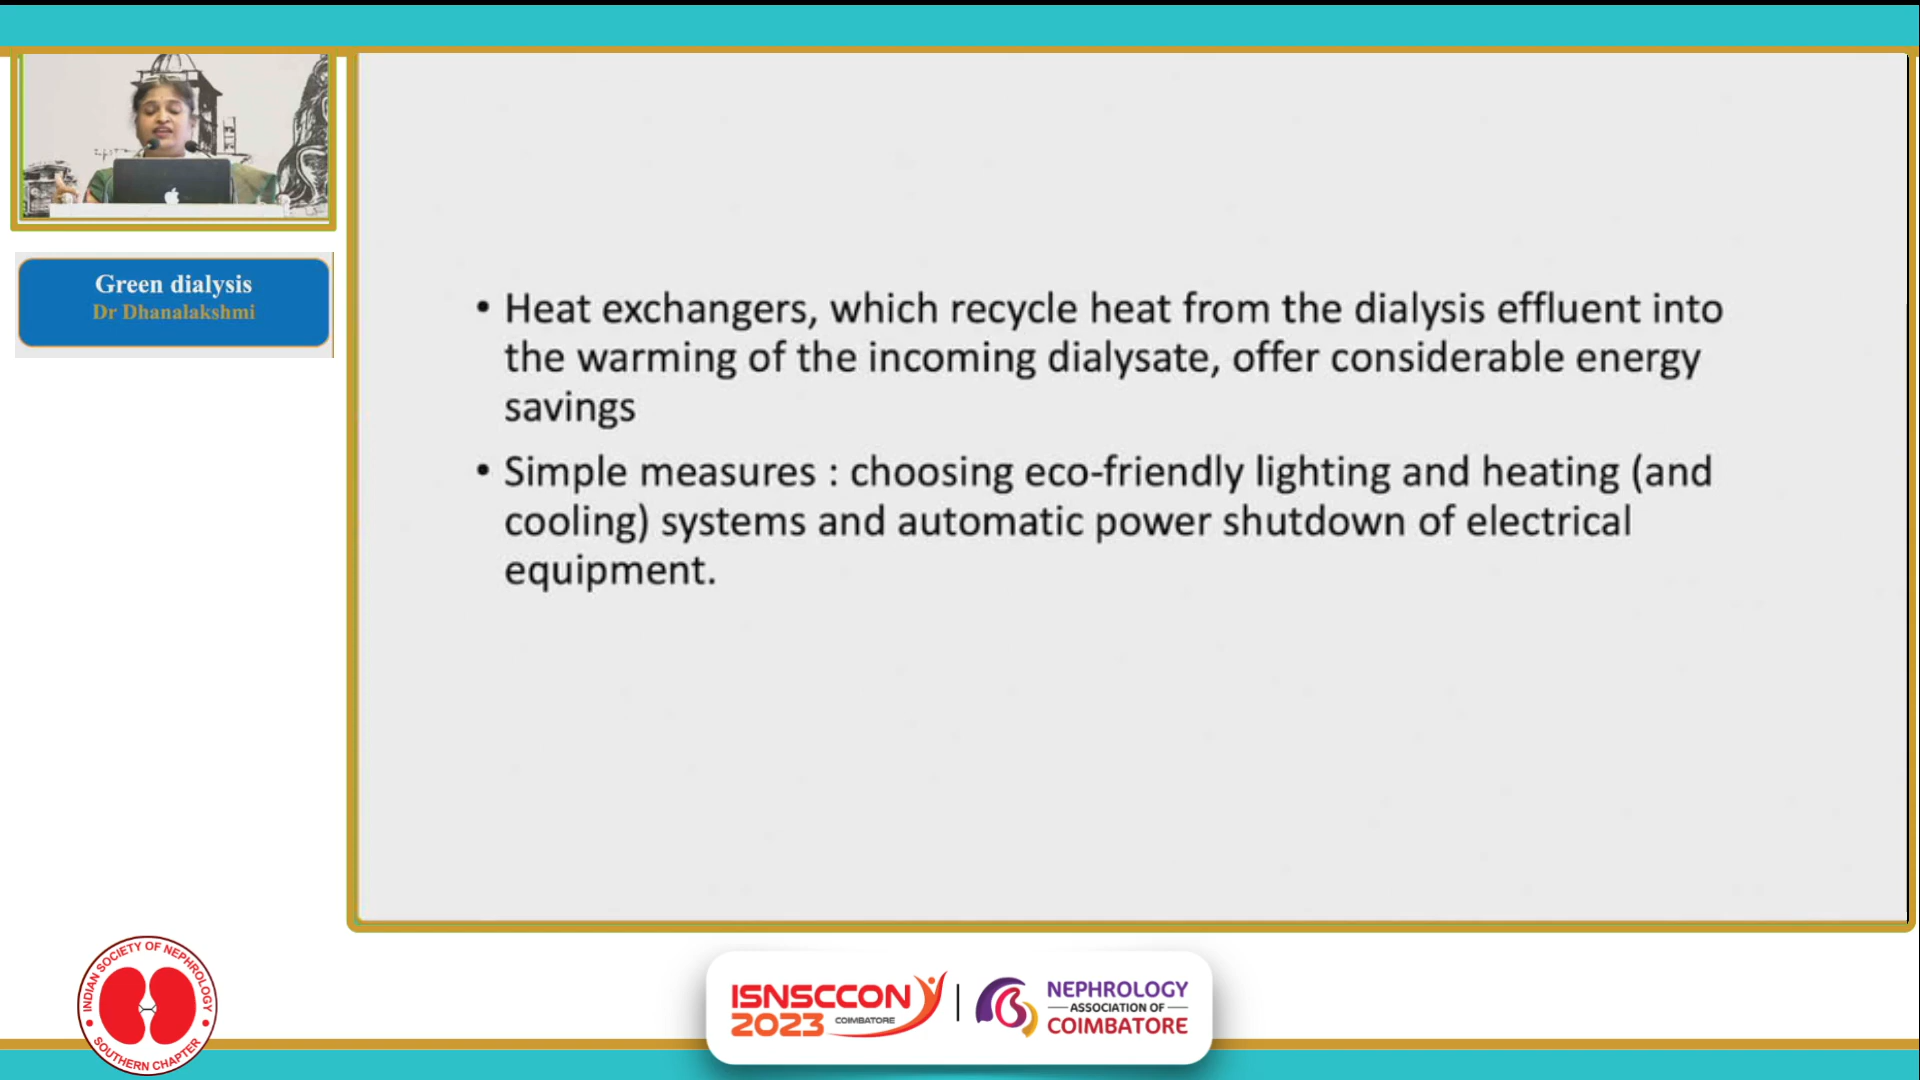 Green dialysis
Dr Dhanalakshmi
• Heat exchangers, which recycle heat from the dialysis effluent into
the warming of the incoming dialysate, offer considerable energy
savings
• Simple measures : choosing eco-friendly lighting and heating (and
cooling) systems and automatic power shutdown of electrical
equipment.
INDIAN SOCIETY OF NEPHROLOGY
SOUTHERN CHAPTER
ISNSCCON
2023 COIMBATORE
NEPHROLOGY
ASSOCIATION OF
COIMBATORE